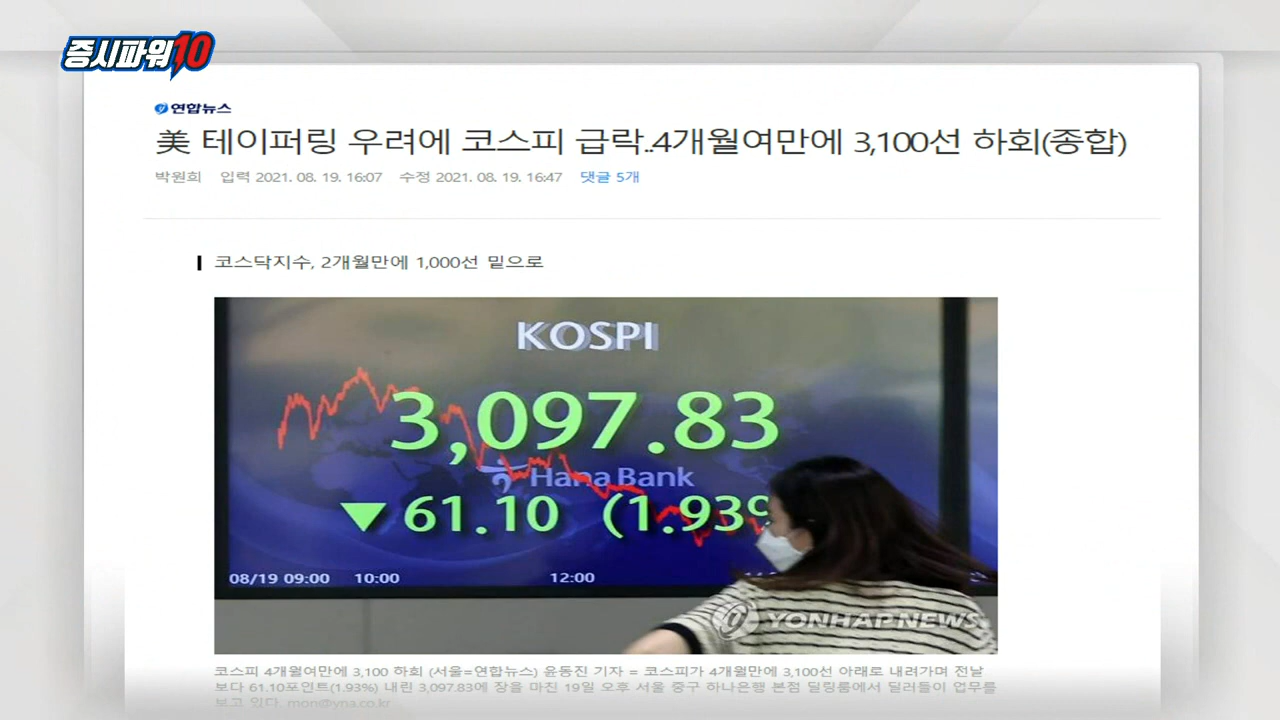 증시파워10
연합뉴스
美 테이퍼링 우려에 코스피 급락..4개월여만에 3,100선 하회(종합)
박원희 입력 2021. 08. 19. 16:07 수정 2021. 08. 19. 16:47 댓글 5개
코스닥지수, 2개월만에 1,000선 밑으로
KOSPI
3,097.83
Hana Bank
▼61.10 (1.93%
08/19 09:00 10:00 12:00
YONHAP NEWS
코스피 4개월여만에 3,100 하회 (서울=연합뉴스) 윤동진 기자 = 코스피가 4개월만에 3,100선 아래로 내려가며 전날
보다 61.10포인트(1.93%) 내린 3,097.83에 장을 마친 19일 오후 서울 중구 하나은행 본점 딜링룸에서 딜러들이 업무를
보고 있다. mon@yna.co.kr